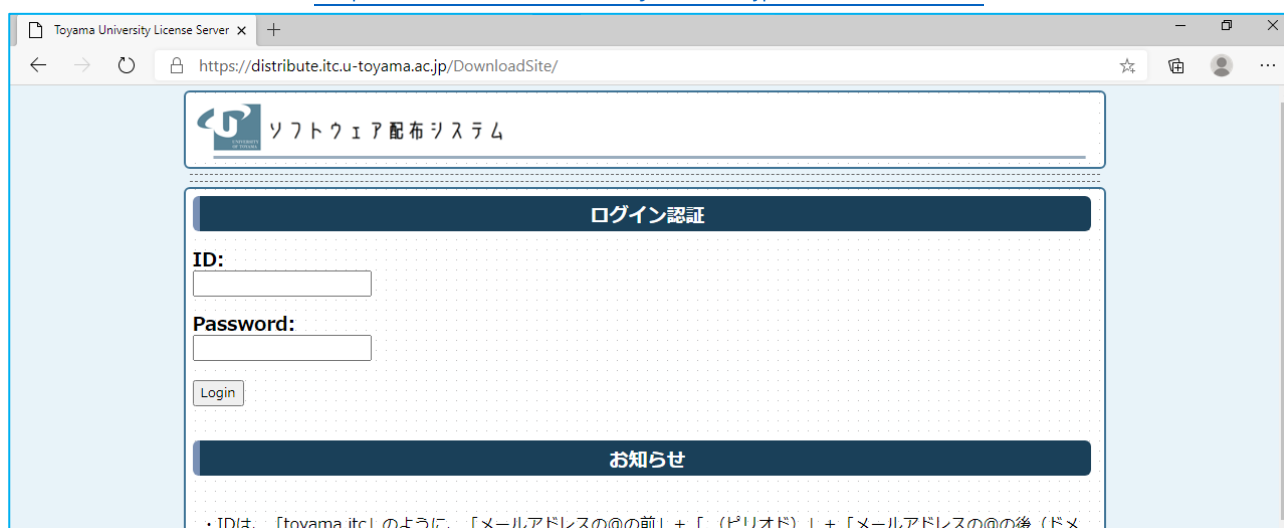 Toyama University License Server
https://distribute.itc.u-toyama.ac.jp/DownloadSite/
UNIVERSITY
OF TOYAMA
ソフトウェア配布システム
ログイン認証
ID:
Password:
Login
お知らせ
・IDは、「toyama.itc」のように、「メールアドレスの@の前」+「.（ピリオド）」+「メールアドレスの@の後（ドメ